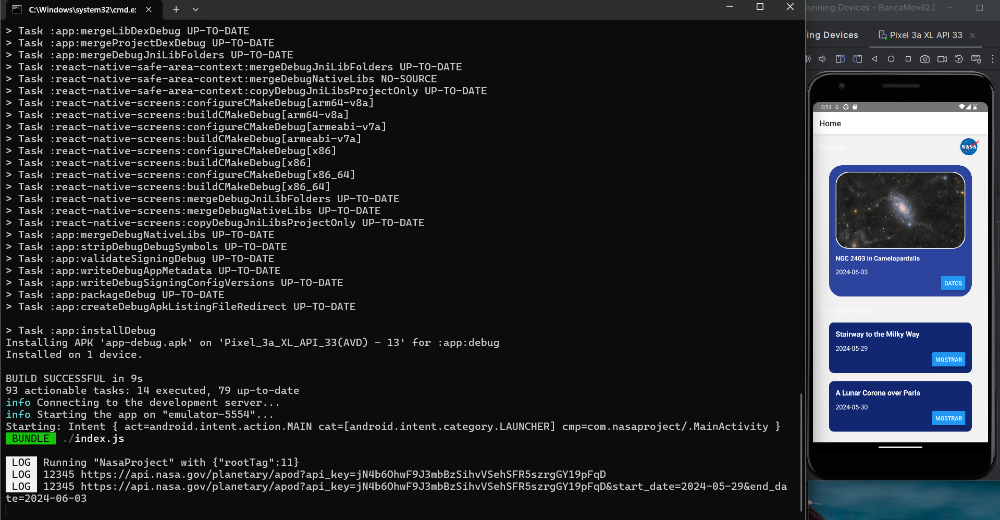 C:\Windows\system32\cmd.e
> Task :app:mergeLibDexDebug UP-TO-DATE
> Task :app:mergeProjectDexDebug UP-TO-DATE
> Task :app:mergeDebugJniLibFolders UP-TO-DATE
> Task :react-native-safe-area-context:mergeDebugJniLibFolders UP-TO-DATE
> Task :react-native-safe-area-context:mergeDebugNativeLibs NO-SOURCE
> Task :react-native-safe-area-context:copyDebugJniLibsProjectOnly UP-TO-DATE
> Task :react-native-screens:configureCMakeDebug[arm64-v8a]
> Task :react-native-screens:buildCMakeDebug[arm64-v8a]
> Task :react-native-screens:configureCMakeDebug[armeabi-v7a]
> Task :react-native-screens:buildCMakeDebug[armeabi-v7a]
> Task :react-native-screens:configureCMakeDebug[x86]
> Task :react-native-screens:buildCMakeDebug[x86]
> Task :react-native-screens:configureCMakeDebug[x86_64]
> Task :react-native-screens:buildCMakeDebug[x86_64]
> Task :react-native-screens:mergeDebugJniLibFolders UP-TO-DATE
> Task :react-native-screens:mergeDebugNativeLibs UP-TO-DATE
> Task :react-native-screens:copyDebugJniLibsProjectOnly UP-TO-DATE
> Task :app:mergeDebugNativeLibs UP-TO-DATE
> Task :app:stripDebugDebugSymbols UP-TO-DATE
> Task :app:validateSigningDebug UP-TO-DATE
> Task :app:writeDebugAppMetadata UP-TO-DATE
> Task :app:writeDebugSigningConfigVersions UP-TO-DATE
> Task :app:packageDebug UP-TO-DATE
> Task :app:createDebugApkListingFileRedirect UP-TO-DATE
> Task :app:installDebug
Installing APK 'app-debug.apk' on 'Pixel_3a_XL_API_33(AVD) - 13' for :app:debug
Installed on 1 device.
BUILD SUCCESSFUL in 9s
93 actionable tasks: 14 executed, 79 up-to-date
info Connecting to the development server...
info Starting the app on "emulator-5554"...
Starting: Intent { act=android.intent.action.MAIN cat=[android.intent.category.LAUNCHER] cmp=com.nasaproject/.MainActivity }
BUNDLE ./index.js
LOG Running "NasaProject" with {"rootTag":11}
LOG 12345 https://api.nasa.gov/planetary/apod?api_key=jN4b6OhwF9J3mbBzSihvVSehSFR5szrgGY19pFqD
LOG 12345 https://api.nasa.gov/planetary/apod?api_key=jN4b6OhwF9J3mbBzSihvVSehSFR5szrgGY19pFqD&start_date=2024-05-29&end_da
te=2024-06-03
Running Devices - BancaMovil2.0
ing Devices
Pixel 3a XL API 33
4:14
Home
Explore
NASA
NGC 2403 in Camelopardalis
2024-06-03
DATOS
Ultimos cinco días:
Stairway to the Milky Way
2024-05-29
MOSTRAR
A Lunar Corona over Paris
2024-05-30
MOSTRAR